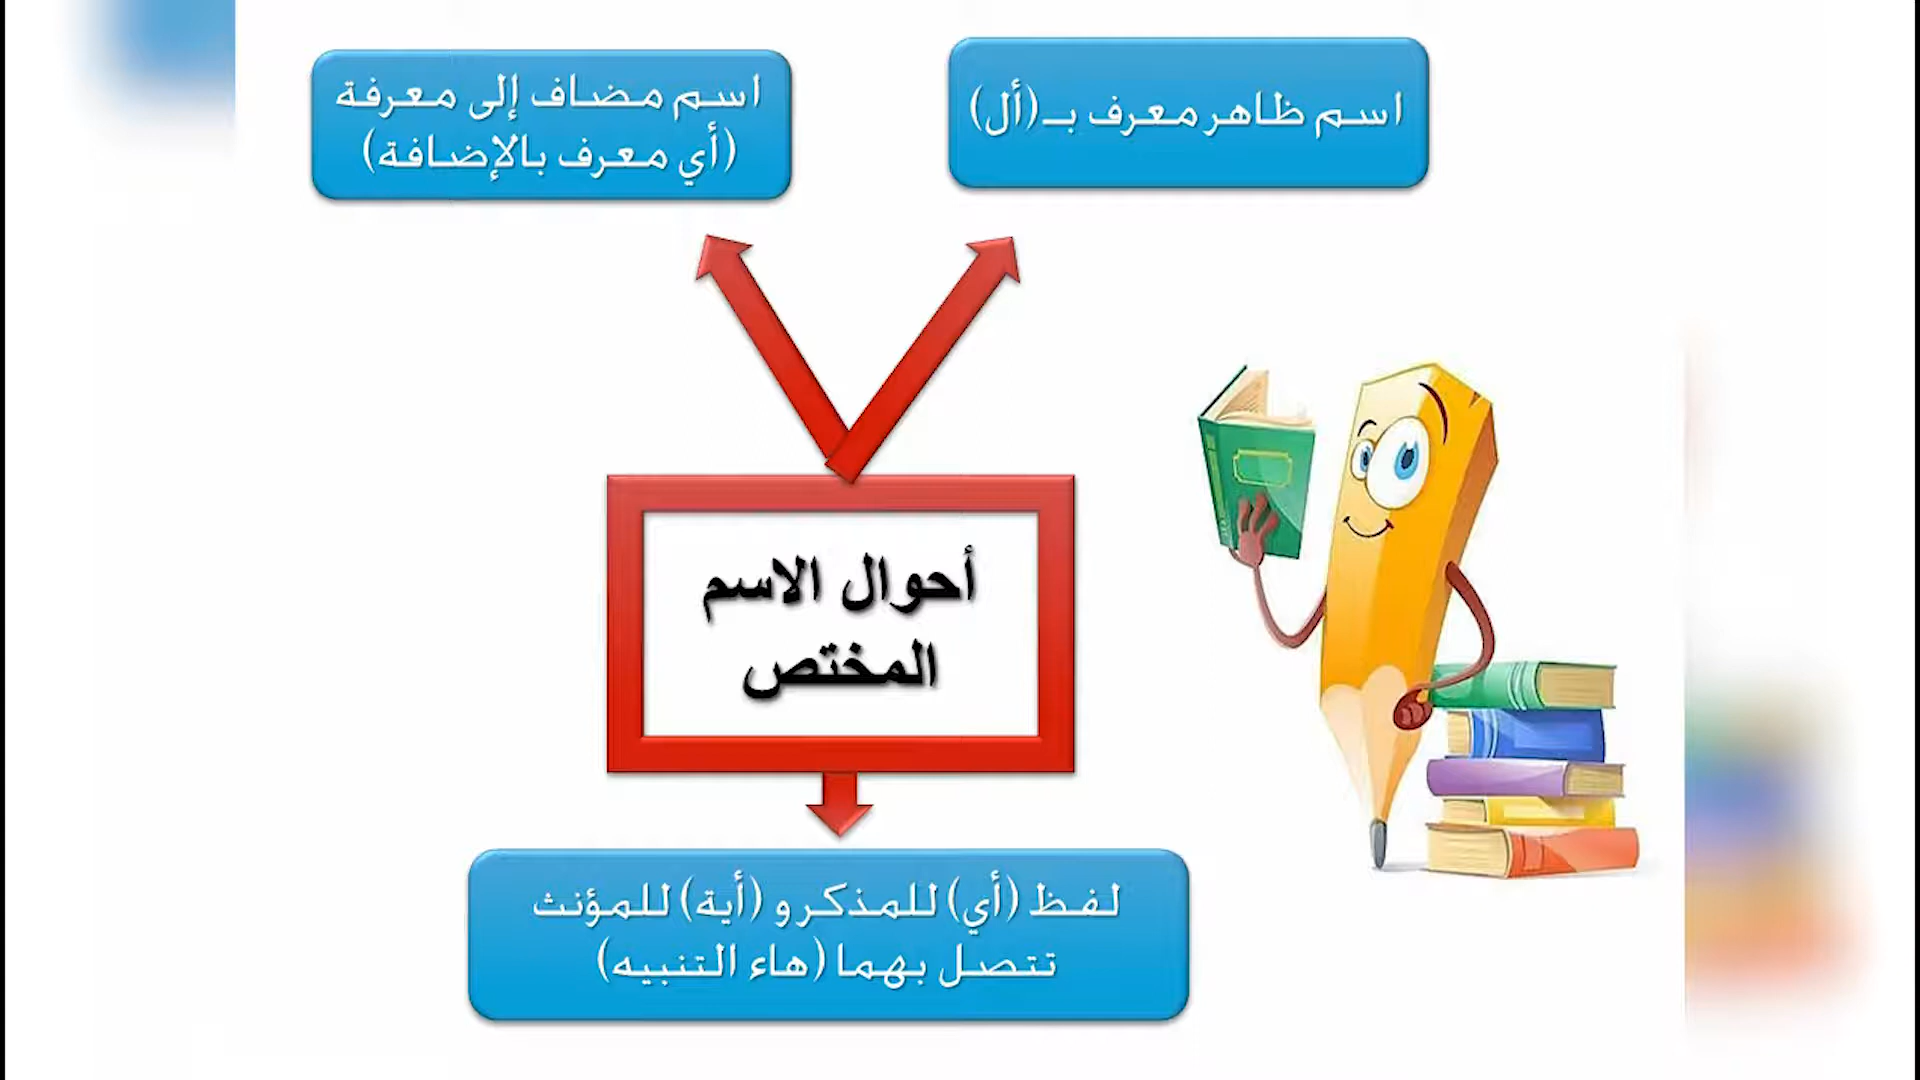 اسم ظاهر معرف بـ (أل)
اسم مضاف إلى معرفة
(أي معرف بالإضافة)
أحوال الاسم
المختص
لفظ (أي) للمذكر و (أية) للمؤنث
تتصل بهما (هاء التنبيه)